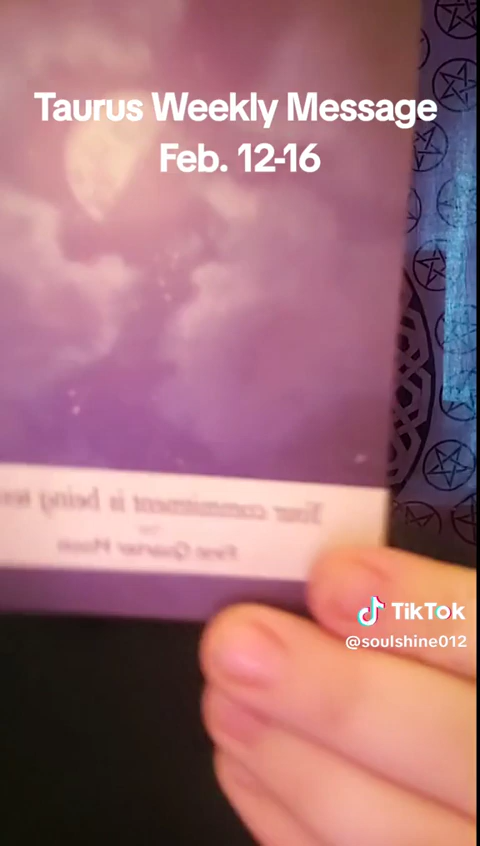 Taurus Weekly Message
Feb. 12-16
Your commitment is being
First Quarter Moon
TikTok
@soulshine012